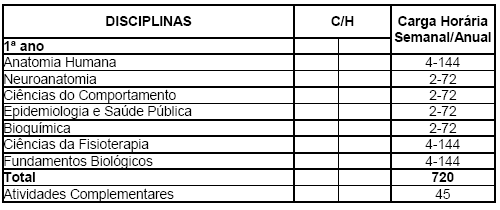 DISCIPLINAS C/H Carga Horária
Semanal/Anual
1ª ano
Anatomia Humana 4-144
Neuroanatomia 2-72
Ciências do Comportamento 2-72
Epidemiologia e Saúde Pública 2-72
Bioquímica 2-72
Ciências da Fisioterapia 4-144
Fundamentos Biológicos 4-144
Total 720
Atividades Complementares 45